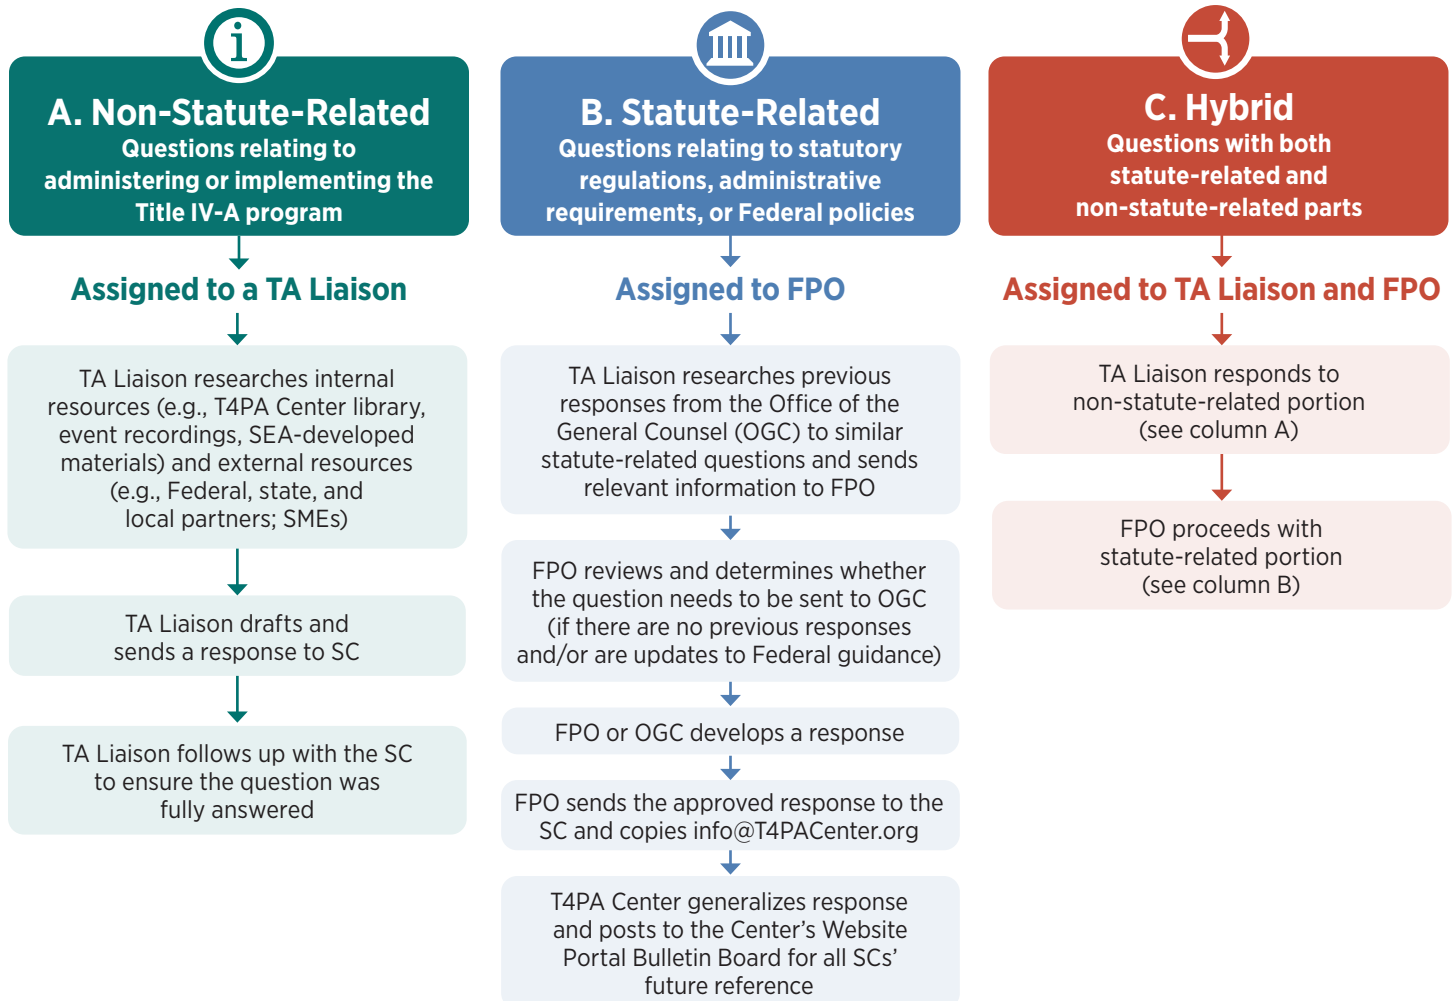 i
A. Non-Statute-Related
Questions relating to
administering or implementing the
Title IV-A program
Assigned to a TA Liaison
TA Liaison researches internal
resources (e.g., T4PA Center library,
event recordings, SEA-developed
materials) and external resources
(e.g., Federal, state, and
local partners; SMEs)
TA Liaison drafts and
sends a response to SC
TA Liaison follows up with the SC
to ensure the question was
fully answered
B. Statute-Related
Questions relating to statutory
regulations, administrative
requirements, or Federal policies
Assigned to FPO
TA Liaison researches previous
responses from the Office of the
General Counsel (OGC) to similar
statute-related questions and sends
relevant information to FPO
FPO reviews and determines whether
the question needs to be sent to OGC
(if there are no previous responses
and/or are updates to Federal guidance)
FPO or OGC develops a response
FPO sends the approved response to the
SC and copies info@T4PACenter.org
T4PA Center generalizes response
and posts to the Center’s Website
Portal Bulletin Board for all SCs’
future reference
C. Hybrid
Questions with both
statute-related and
non-statute-related parts
Assigned to TA Liaison and FPO
TA Liaison responds to
non-statute-related portion
(see column A)
FPO proceeds with
statute-related portion
(see column B)